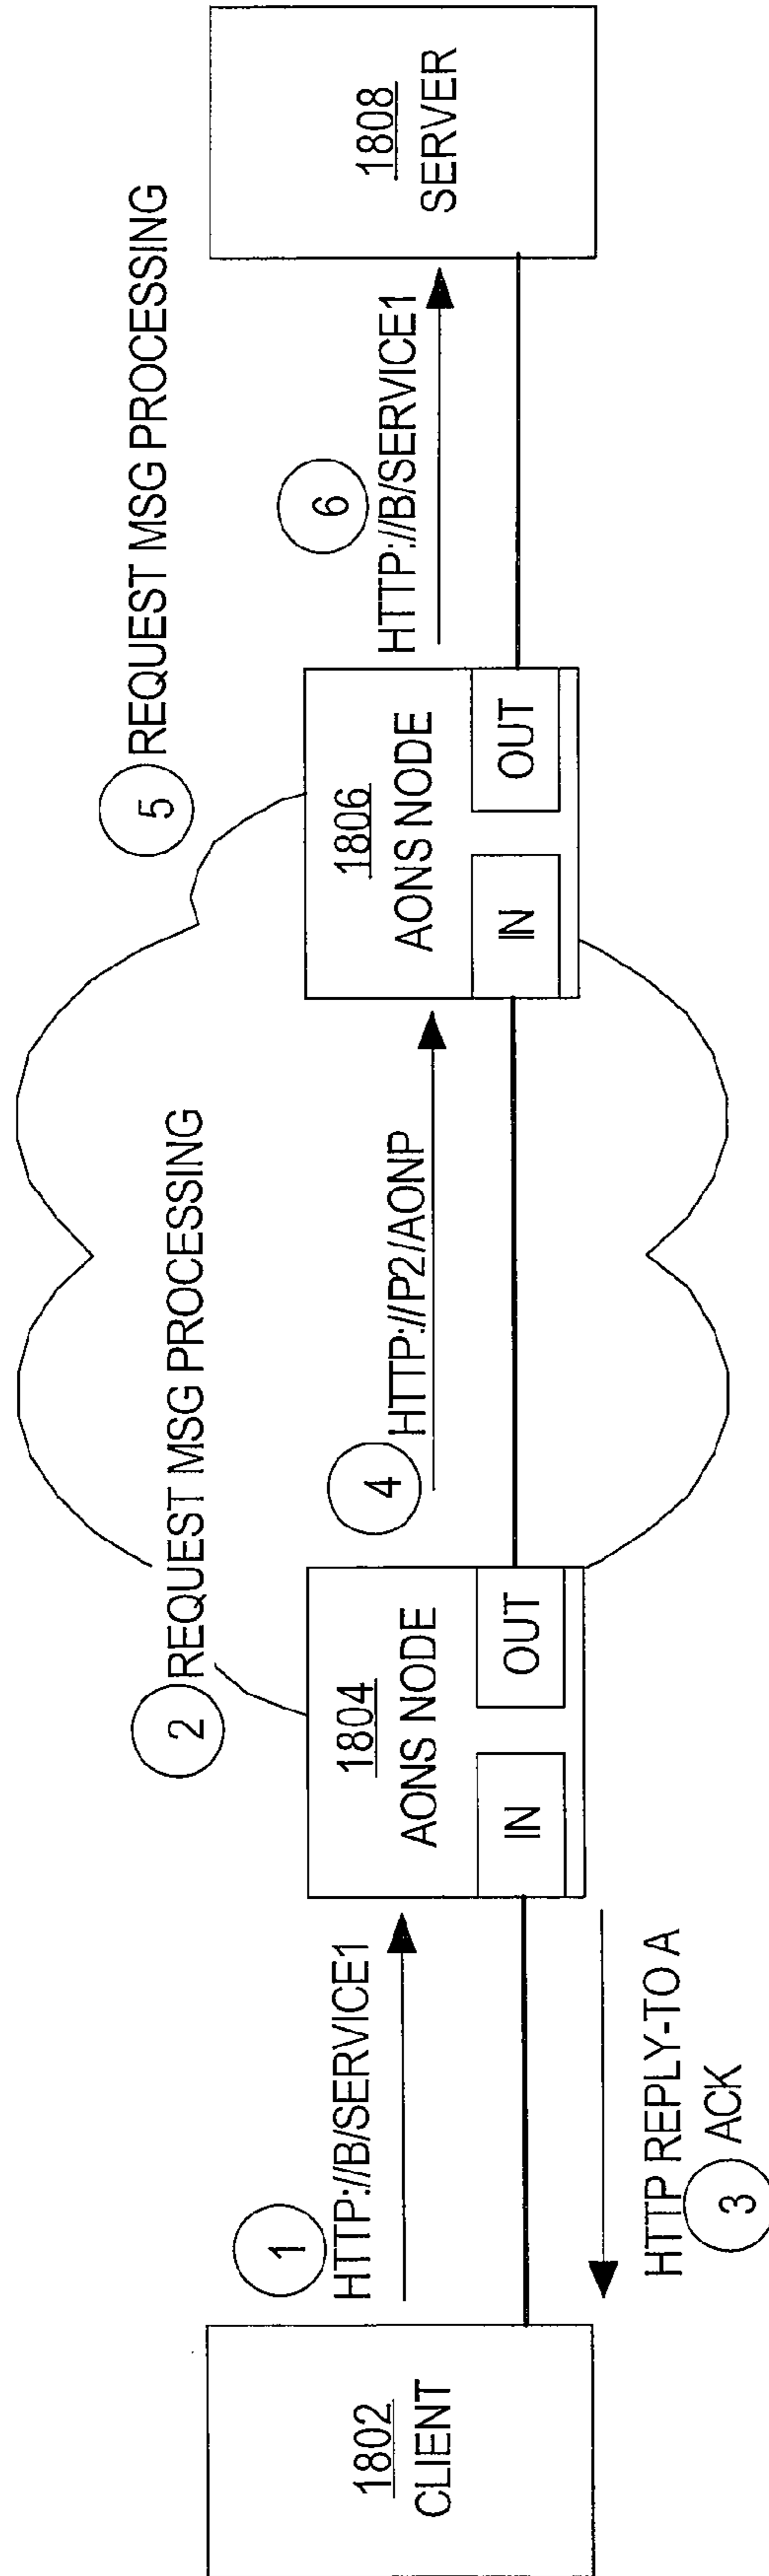 1802
CLIENT
1
HTTP://B/SERVICE1
HTTP REPLY-TO A
3 ACK
2 REQUEST MSG PROCESSING
1804
AONS NODE
IN
OUT
4
HTTP://P2/AONP
5 REQUEST MSG PROCESSING
1806
AONS NODE
IN
OUT
6
HTTP://B/SERVICE1
1808
SERVER